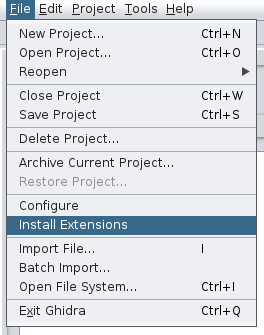 File Edit Project Tools Help
New Project... Ctrl+N
Open Project... Ctrl+O
Reopen
Close Project Ctrl+W
Save Project Ctrl+S
Delete Project...
Archive Current Project...
Restore Project...
Configure
Install Extensions
Import File... I
Batch Import...
Open File System... Ctrl+I
Exit Ghidra Ctrl+Q